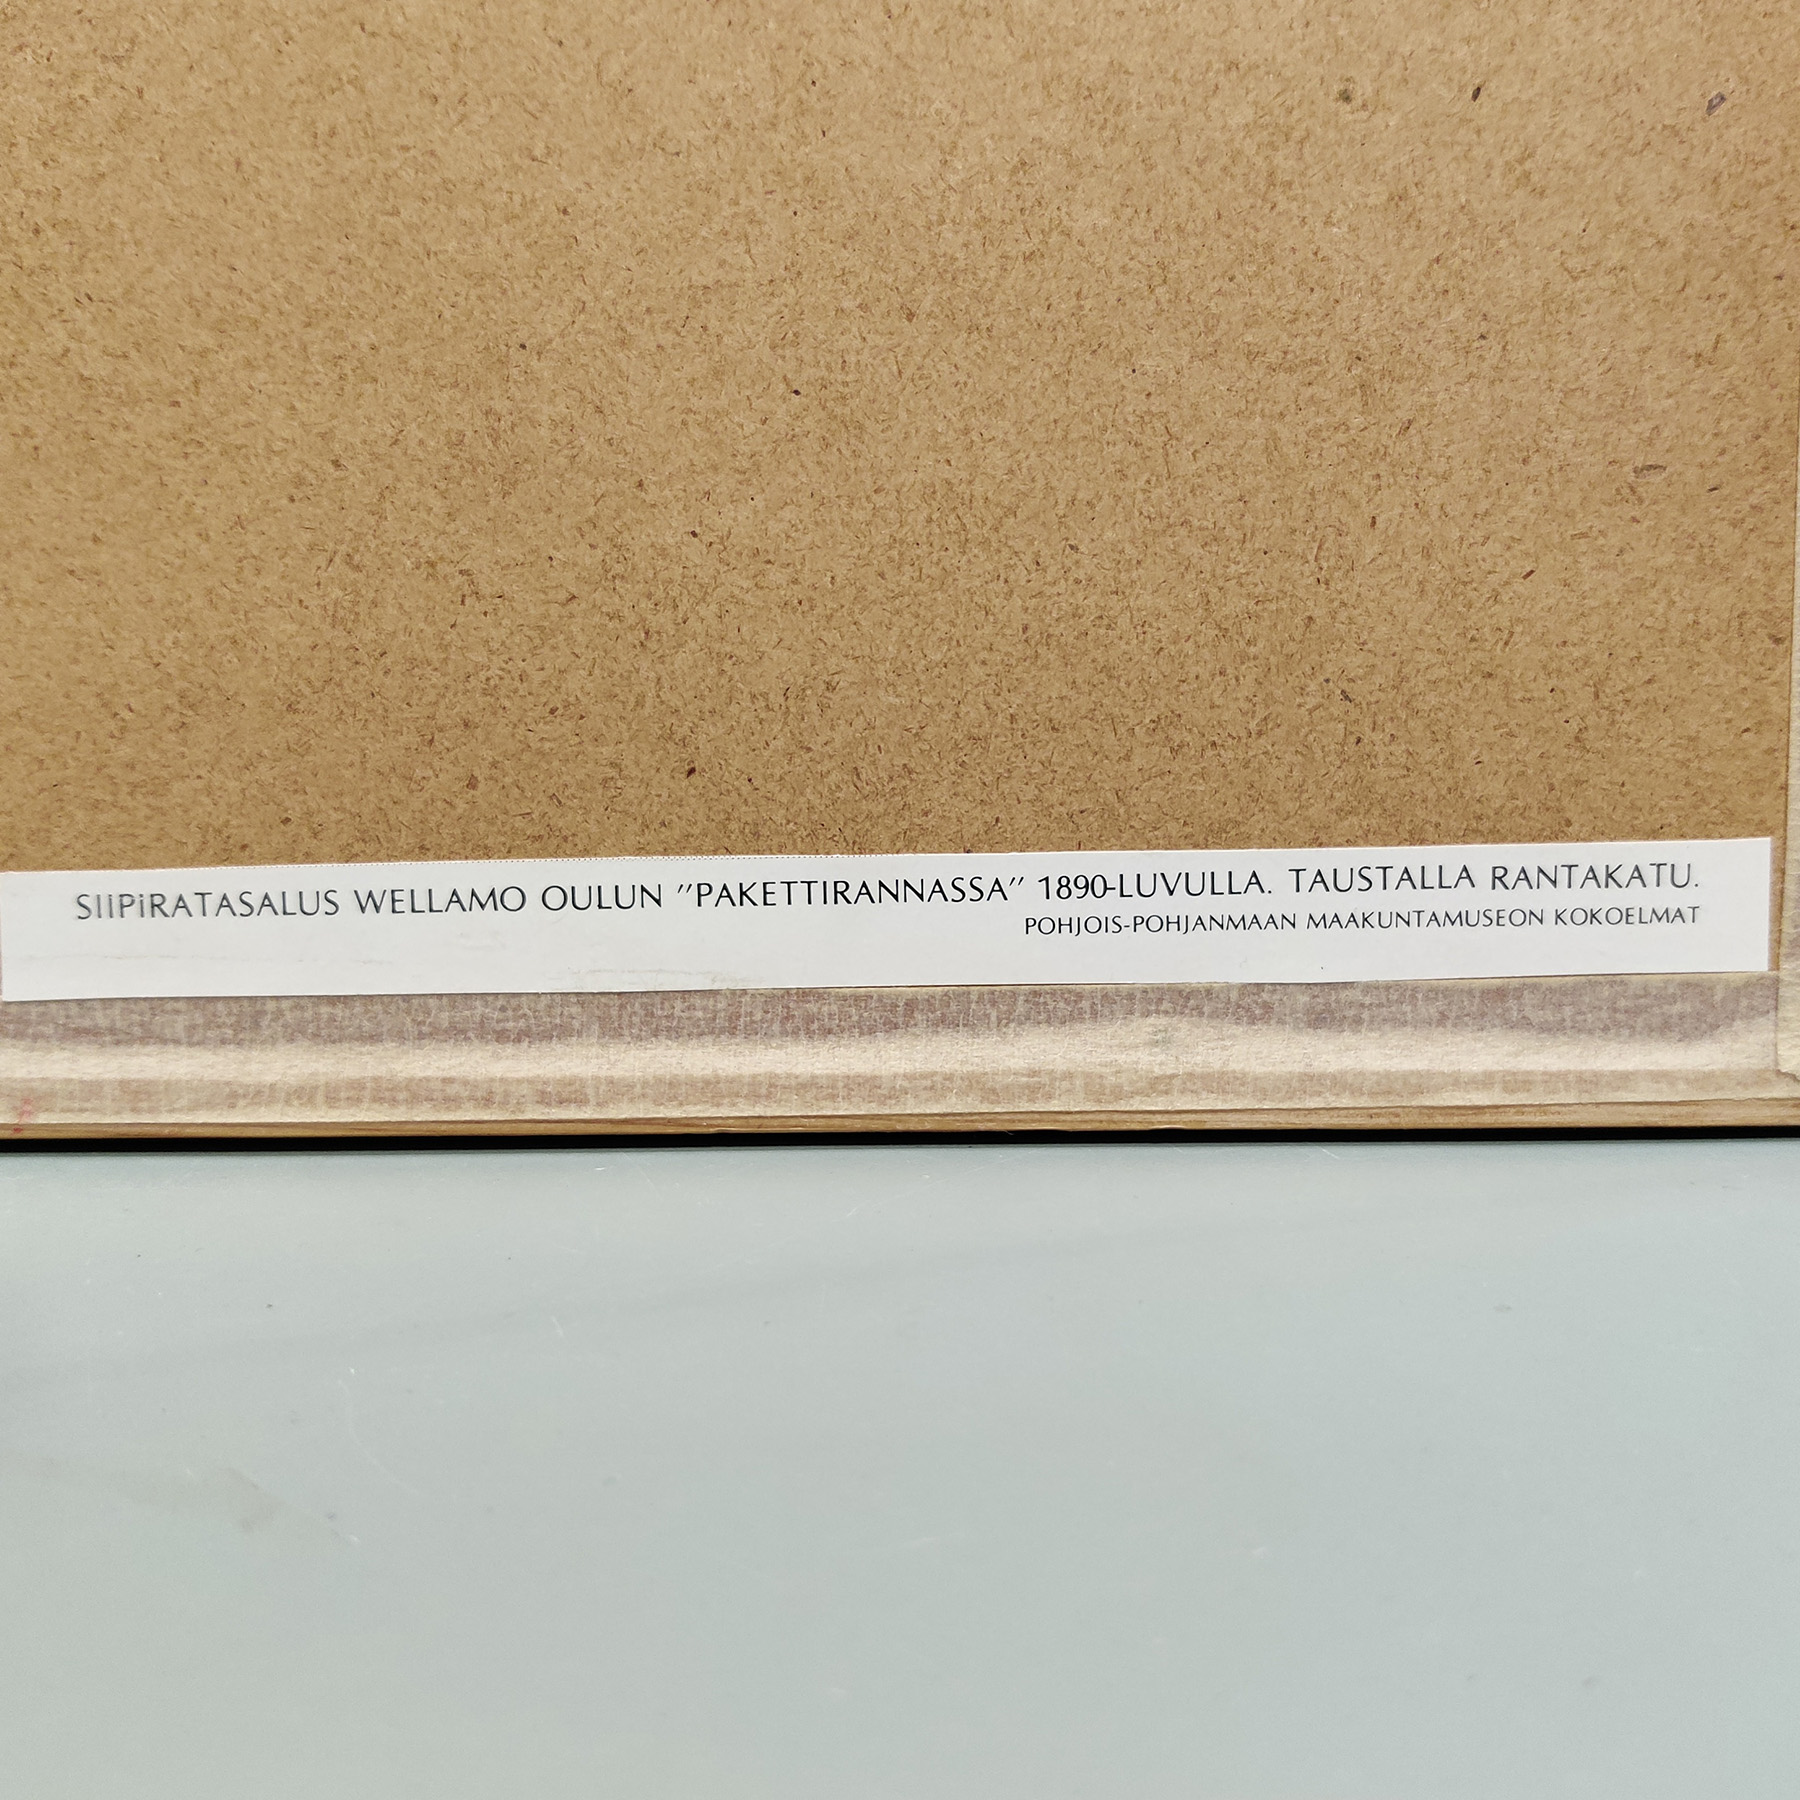 SIIPiRATASALUS WELLAMO OULUN "PAKETTIRANNASSA" 1890-LUVULLA. TAUSTALLA RANTAKATU.
POHJOIS-POHJANMAAN MAAKUNTAMUSEON KOKOELMAT